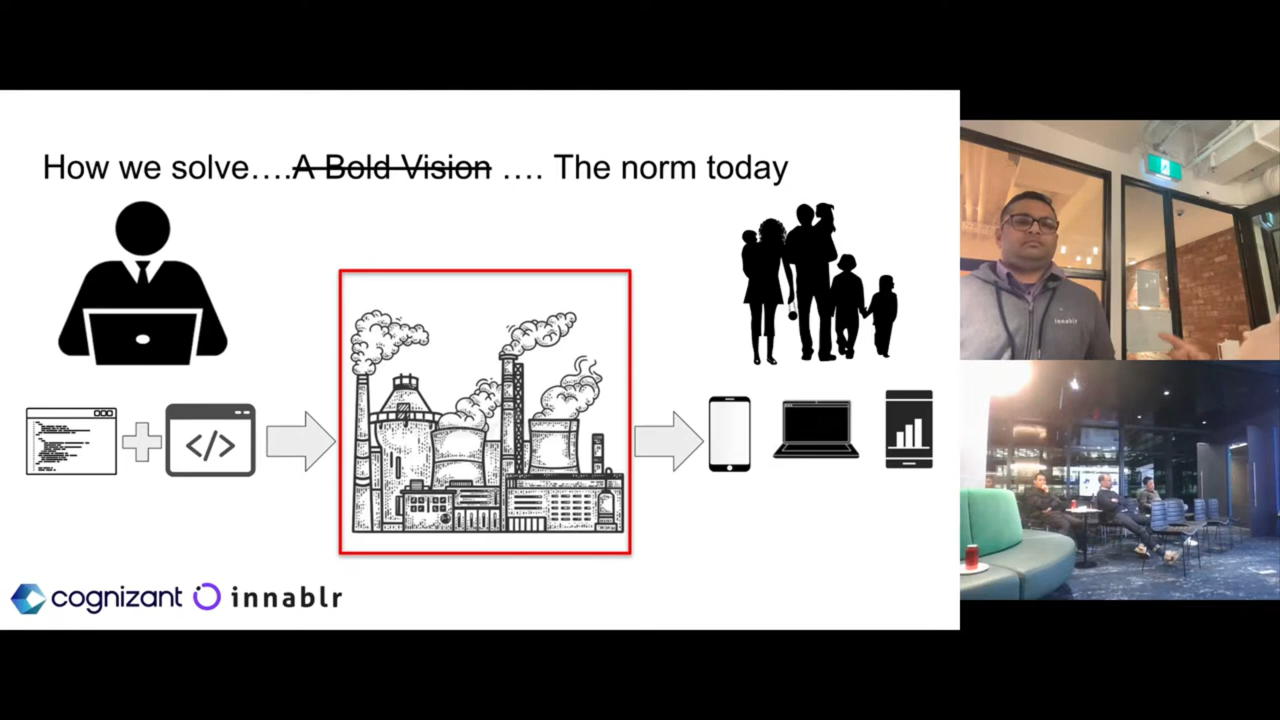 How we solve….A Bold Vision …. The norm today
</>
cognizant innablr
innablr